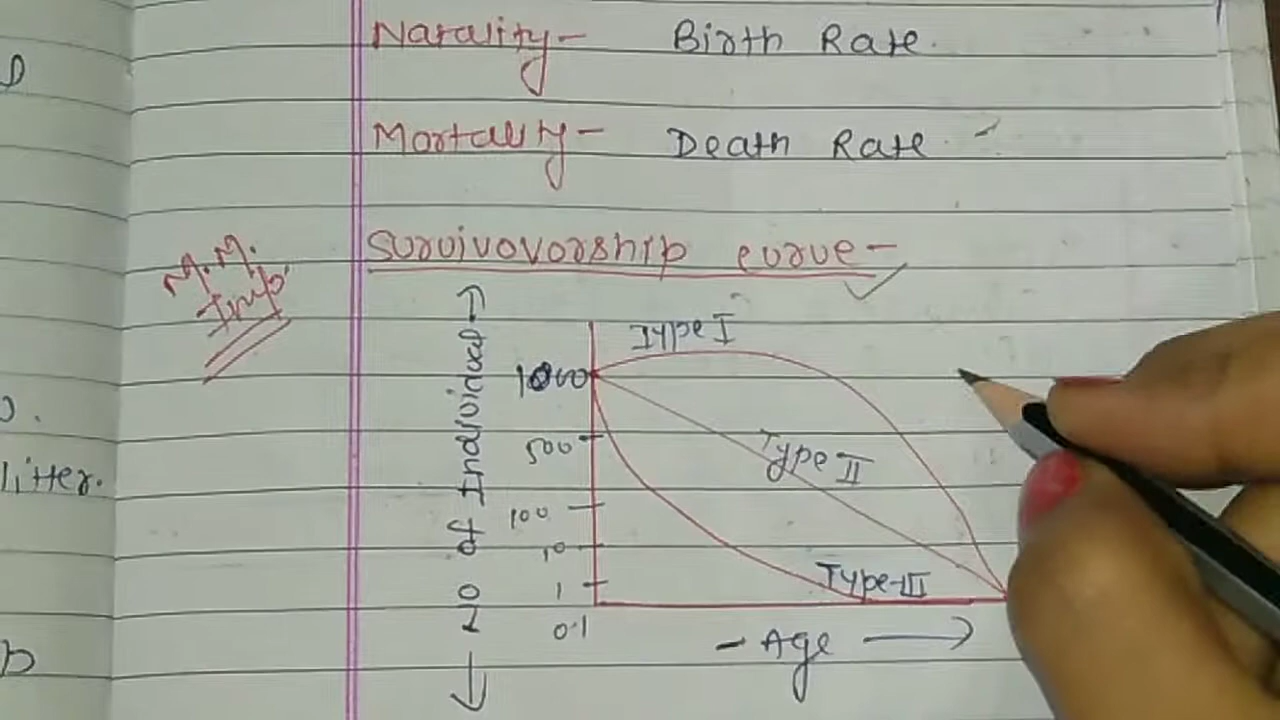 Natality- Birth Rate.
Mortality- Death Rate
Survivovorship curve-
M.M.
Imp.
Type I
1000
500
100
10
1
0.1
No of Individual
Type II
Type-III
- Age
litter.